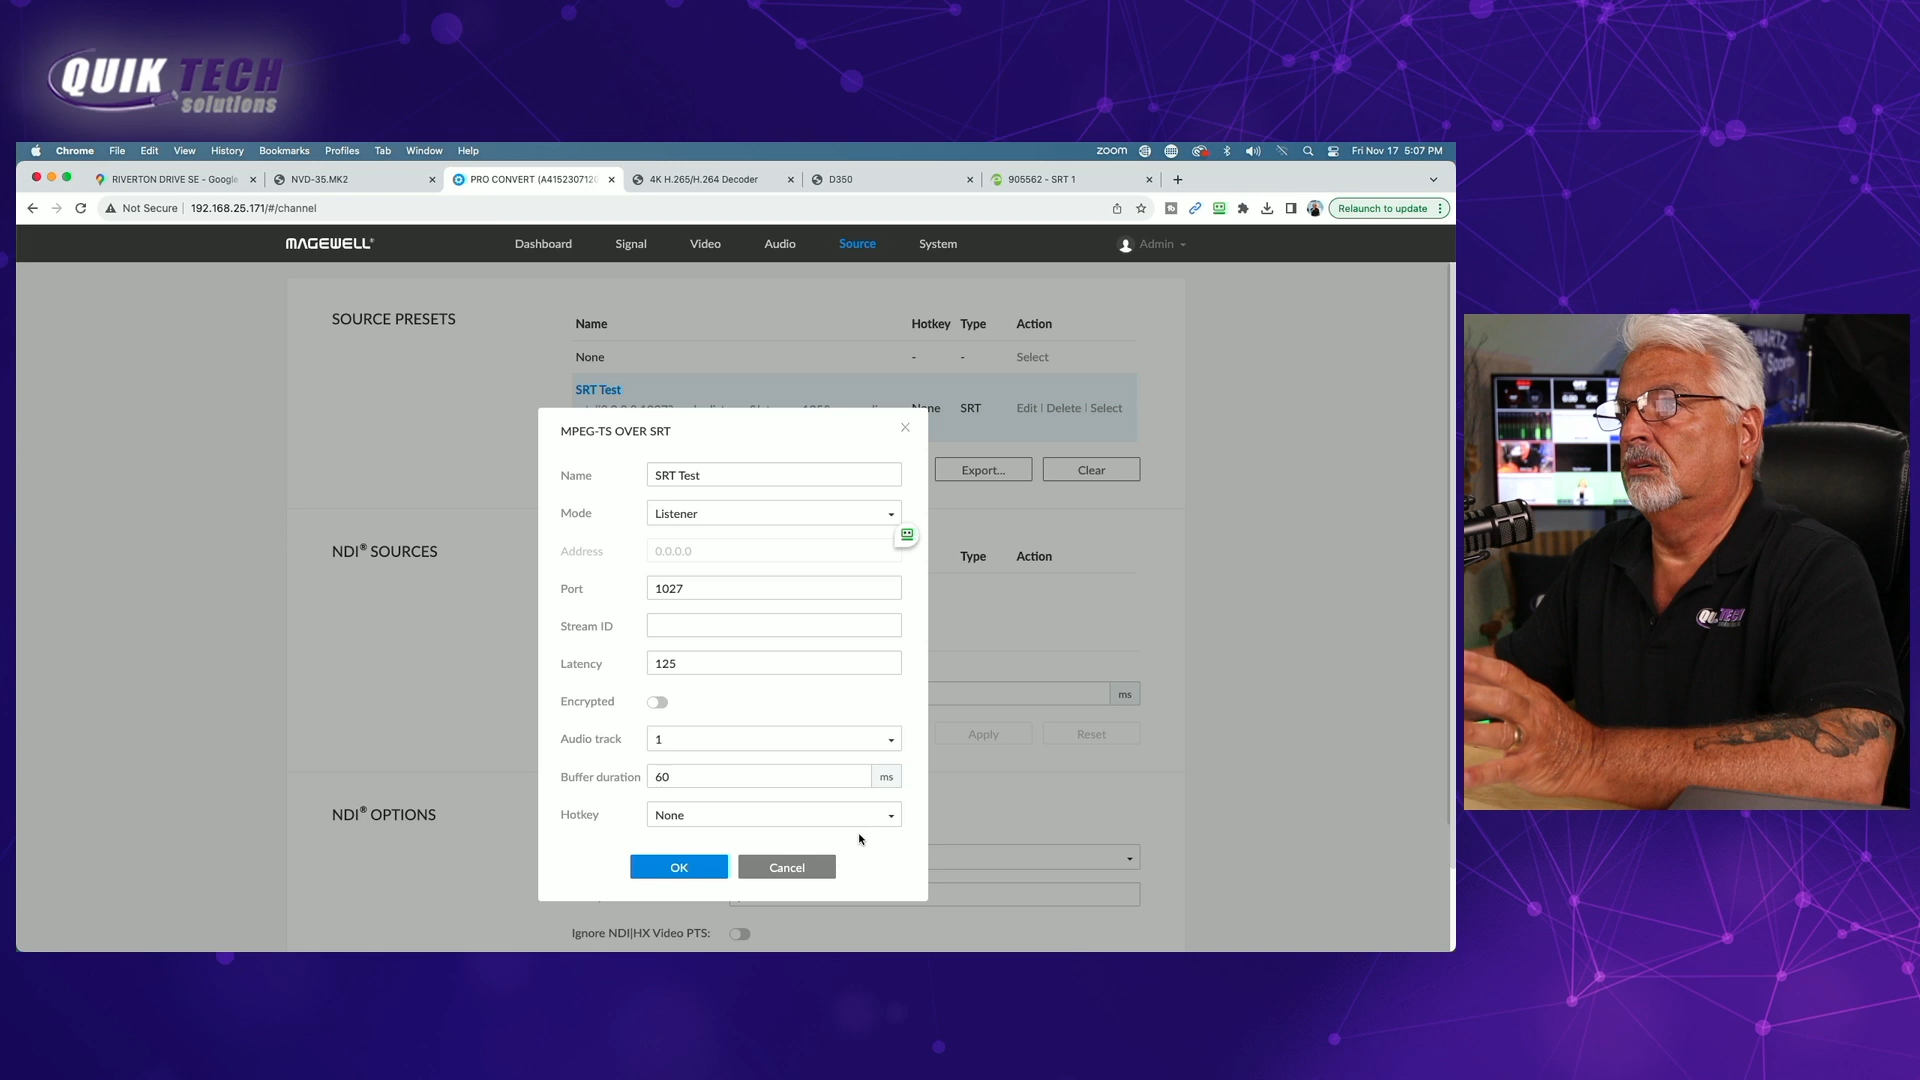 QUIK TECH
solutions
Chrome File Edit View History Bookmarks Profiles Tab Window Help
zoom Fri Nov 17 5:07 PM
RIVERTON DRIVE SE - Google
NVD-35.MK2
PRO CONVERT (A4152307120
4K H.265/H.264 Decoder
D350
905562 - SRT 1
Not Secure 192.168.25.171/#/channel
Relaunch to update
MAGEWELL®
Dashboard Signal Video Audio Source System
Admin
SOURCE PRESETS
Name Hotkey Type Action
None - - Select
SRT Test
SRT Edit | Delete | Select
Export... Clear
MPEG-TS OVER SRT
Name SRT Test
Mode Listener
Address 0.0.0.0
Port 1027
Stream ID
Latency 125
Encrypted
Audio track 1
Buffer duration 60 ms
Hotkey None
OK Cancel
NDI® SOURCES
Type Action
ms
Apply Reset
NDI® OPTIONS
Ignore NDI|HX Video PTS: